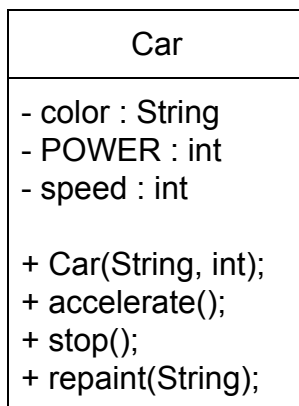 Car
- color : String
- POWER : int
- speed : int
+ Car(String, int);
+ accelerate();
+ stop();
+ repaint(String);